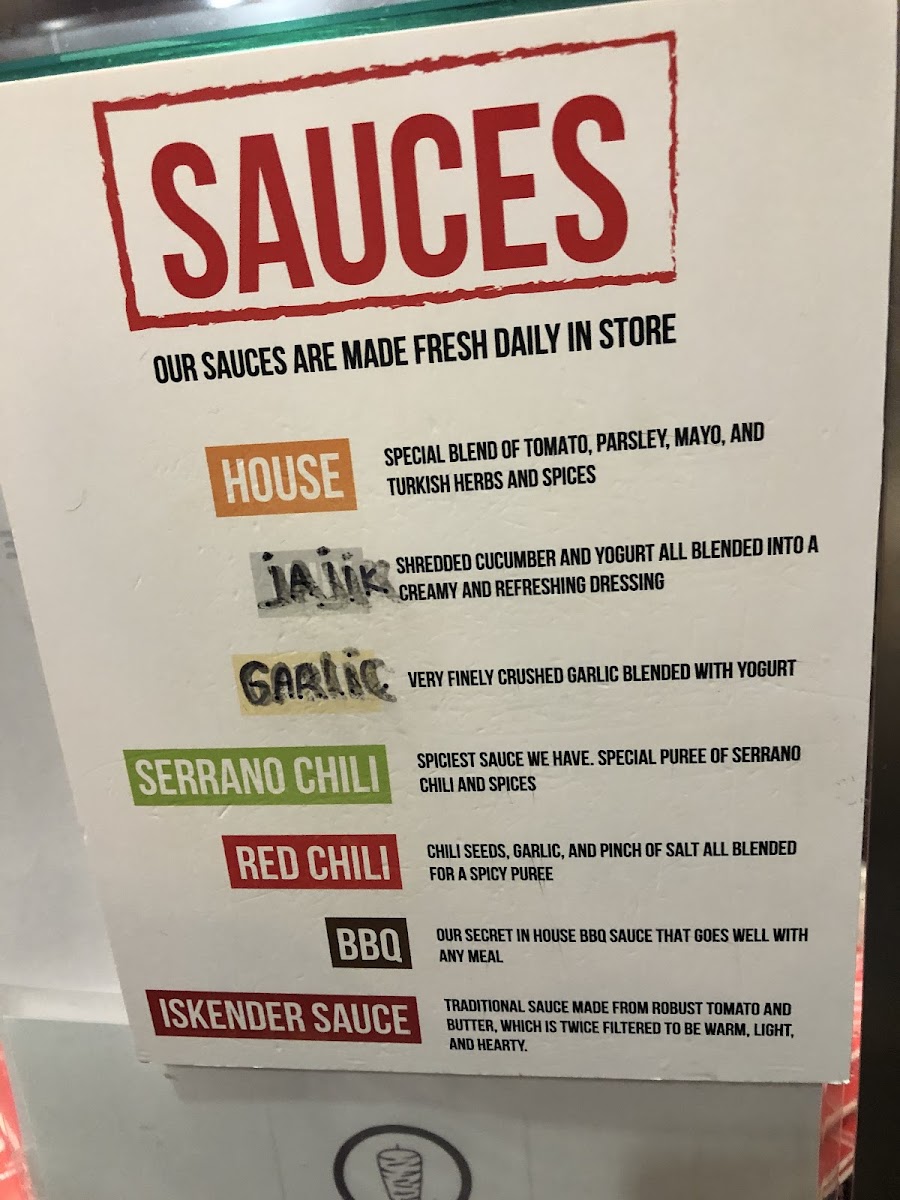 SAUCES
OUR SAUCES ARE MADE FRESH DAILY IN STORE
HOUSE
SPECIAL BLEND OF TOMATO, PARSLEY, MAYO, AND
TURKISH HERBS AND SPICES
jAjik
SHREDDED CUCUMBER AND YOGURT ALL BLENDED INTO A
CREAMY AND REFRESHING DRESSING
GARLiC
VERY FINELY CRUSHED GARLIC BLENDED WITH YOGURT
SERRANO CHILI
SPICIEST SAUCE WE HAVE. SPECIAL PUREE OF SERRANO
CHILI AND SPICES
RED CHILI
CHILI SEEDS, GARLIC, AND PINCH OF SALT ALL BLENDED
FOR A SPICY PUREE
BBQ
OUR SECRET IN HOUSE BBQ SAUCE THAT GOES WELL WITH
ANY MEAL
ISKENDER SAUCE
TRADITIONAL SAUCE MADE FROM ROBUST TOMATO AND
BUTTER, WHICH IS TWICE FILTERED TO BE WARM, LIGHT,
AND HEARTY.